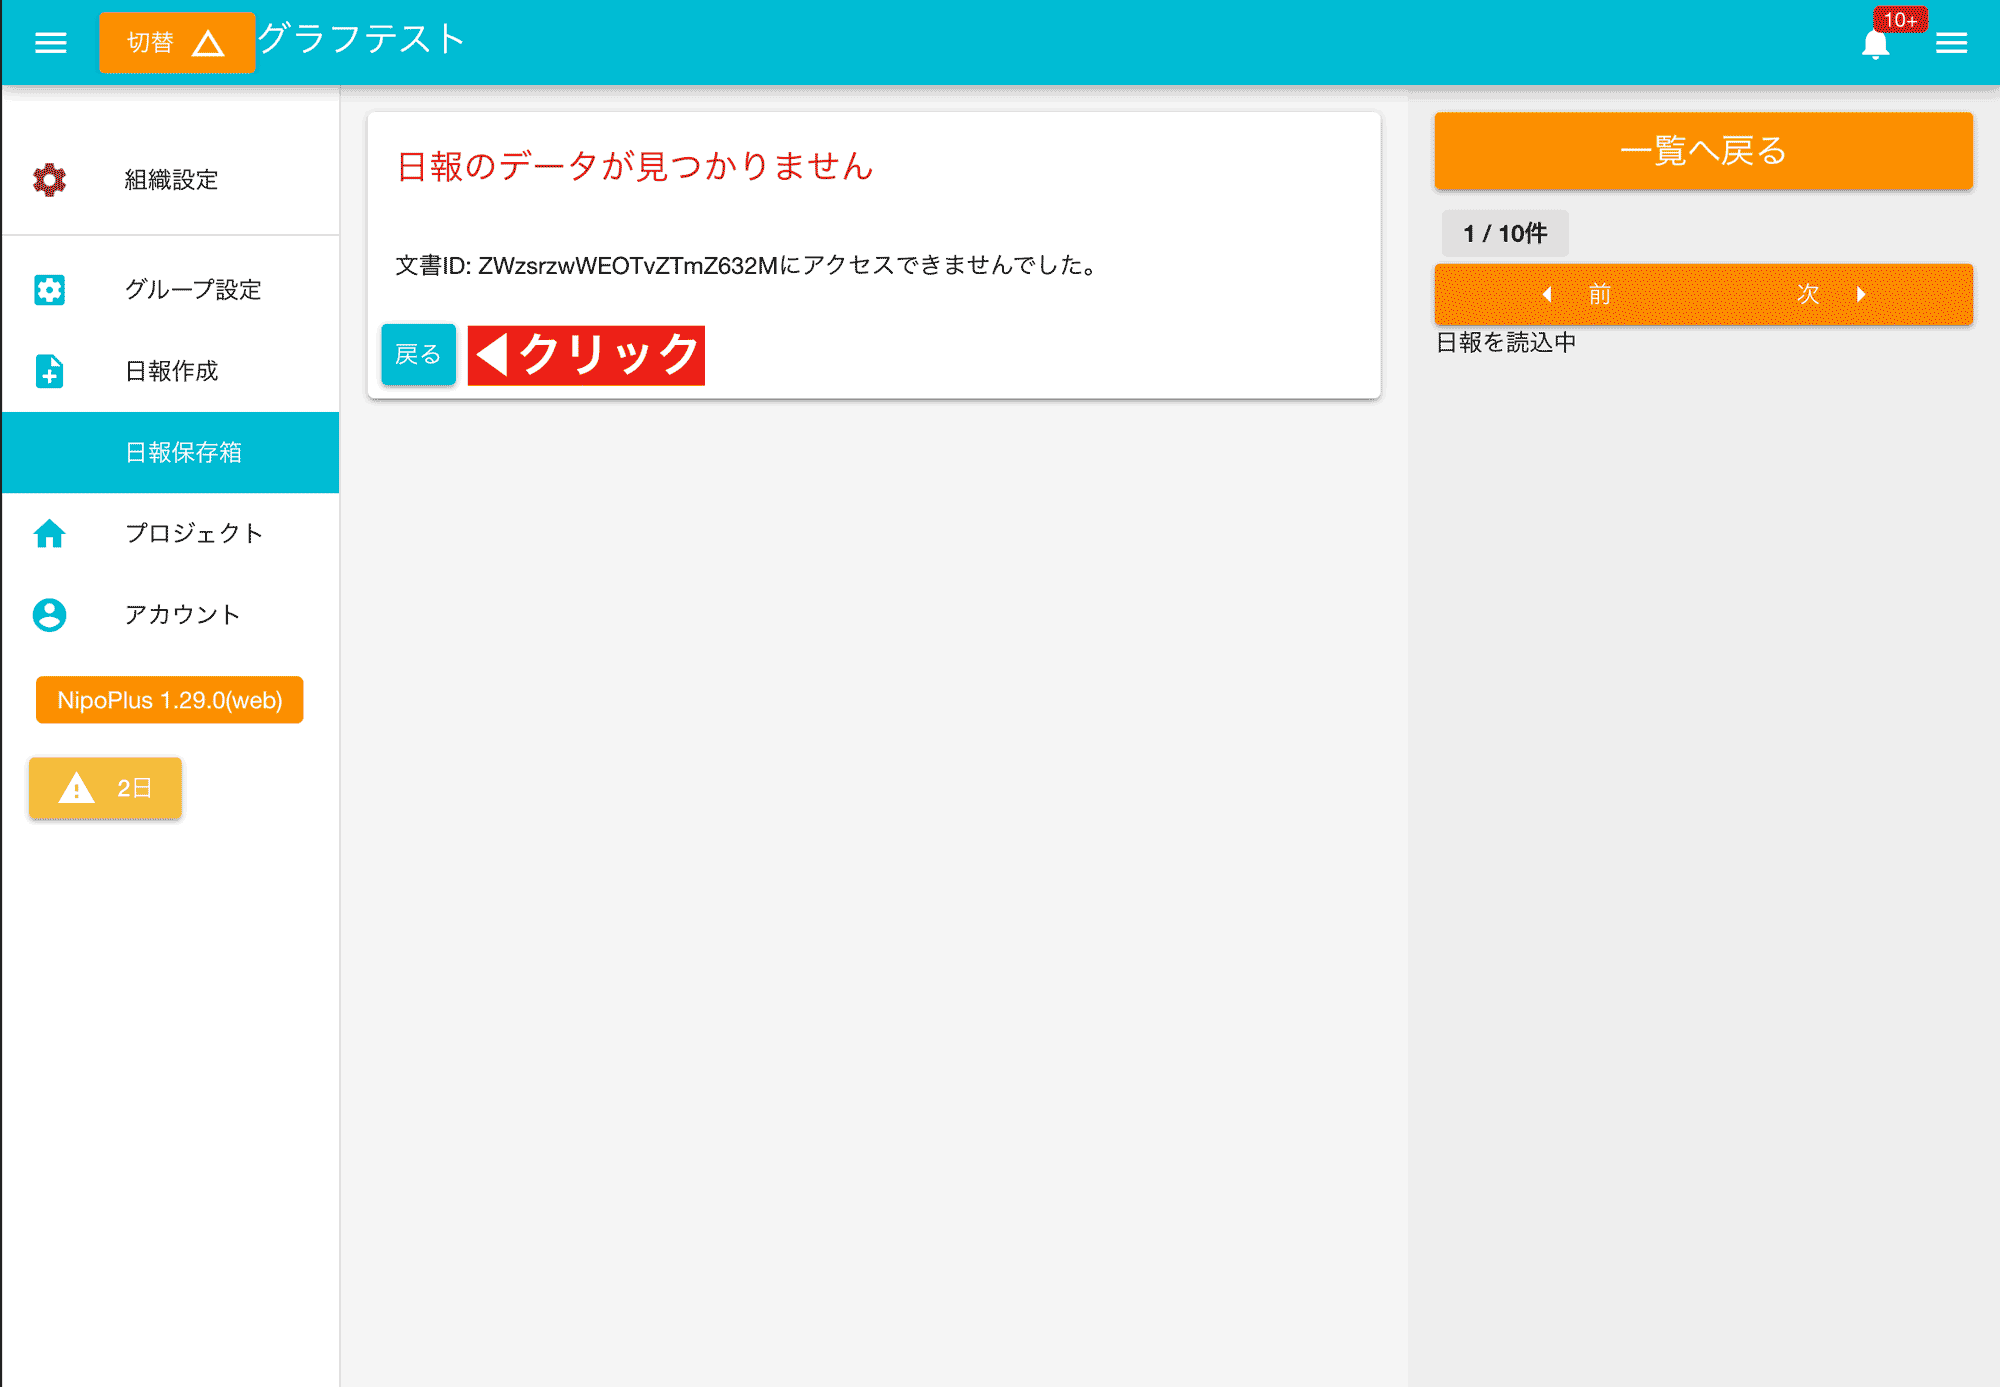 切替
グラフテスト
10+
組織設定
グループ設定
日報作成
日報保存箱
プロジェクト
アカウント
NipoPlus 1.29.0(web)
2日
日報のデータが見つかりません
文書ID: ZWzsrzwWEOTvZTmZ632Mにアクセスできませんでした。
戻る
◀クリック
一覧へ戻る
1 / 10件
前
次
日報を読込中